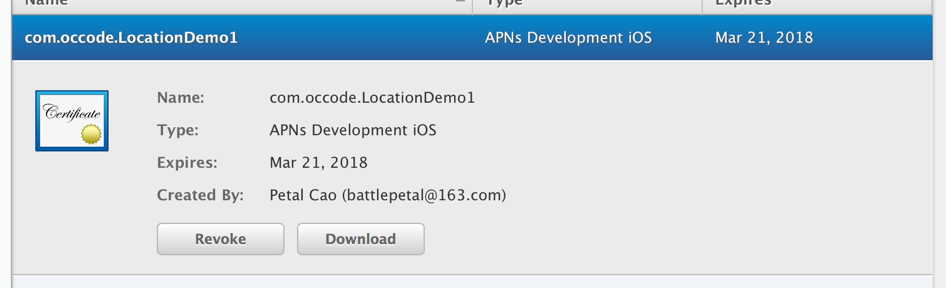 Name Type Expires
com.occode.LocationDemo1 APNs Development iOS Mar 21, 2018
Certificate
Name: com.occode.LocationDemo1
Type: APNs Development iOS
Expires: Mar 21, 2018
Created By: Petal Cao (battlepetal@163.com)
Revoke Download